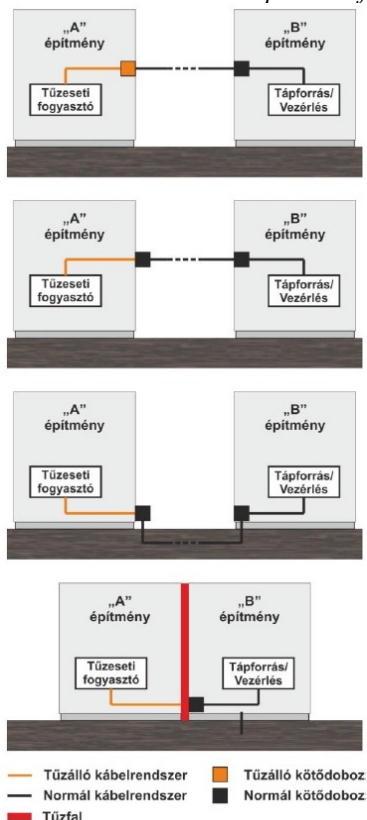 „A”
építmény
„B”
építmény
Tűzeseti
fogyasztó
Tápforrás/
Vezérlés
„A”
építmény
„B”
építmény
Tűzeseti
fogyasztó
Tápforrás/
Vezérlés
„A”
építmény
„B”
építmény
Tűzeseti
fogyasztó
Tápforrás/
Vezérlés
„A”
építmény
„B”
építmény
Tűzeseti
fogyasztó
Tápforrás/
Vezérlés
Tűzálló kábelrendszer
Tűzálló kötődoboz
Normál kábelrendszer
Normál kötődoboz
Tűzfal